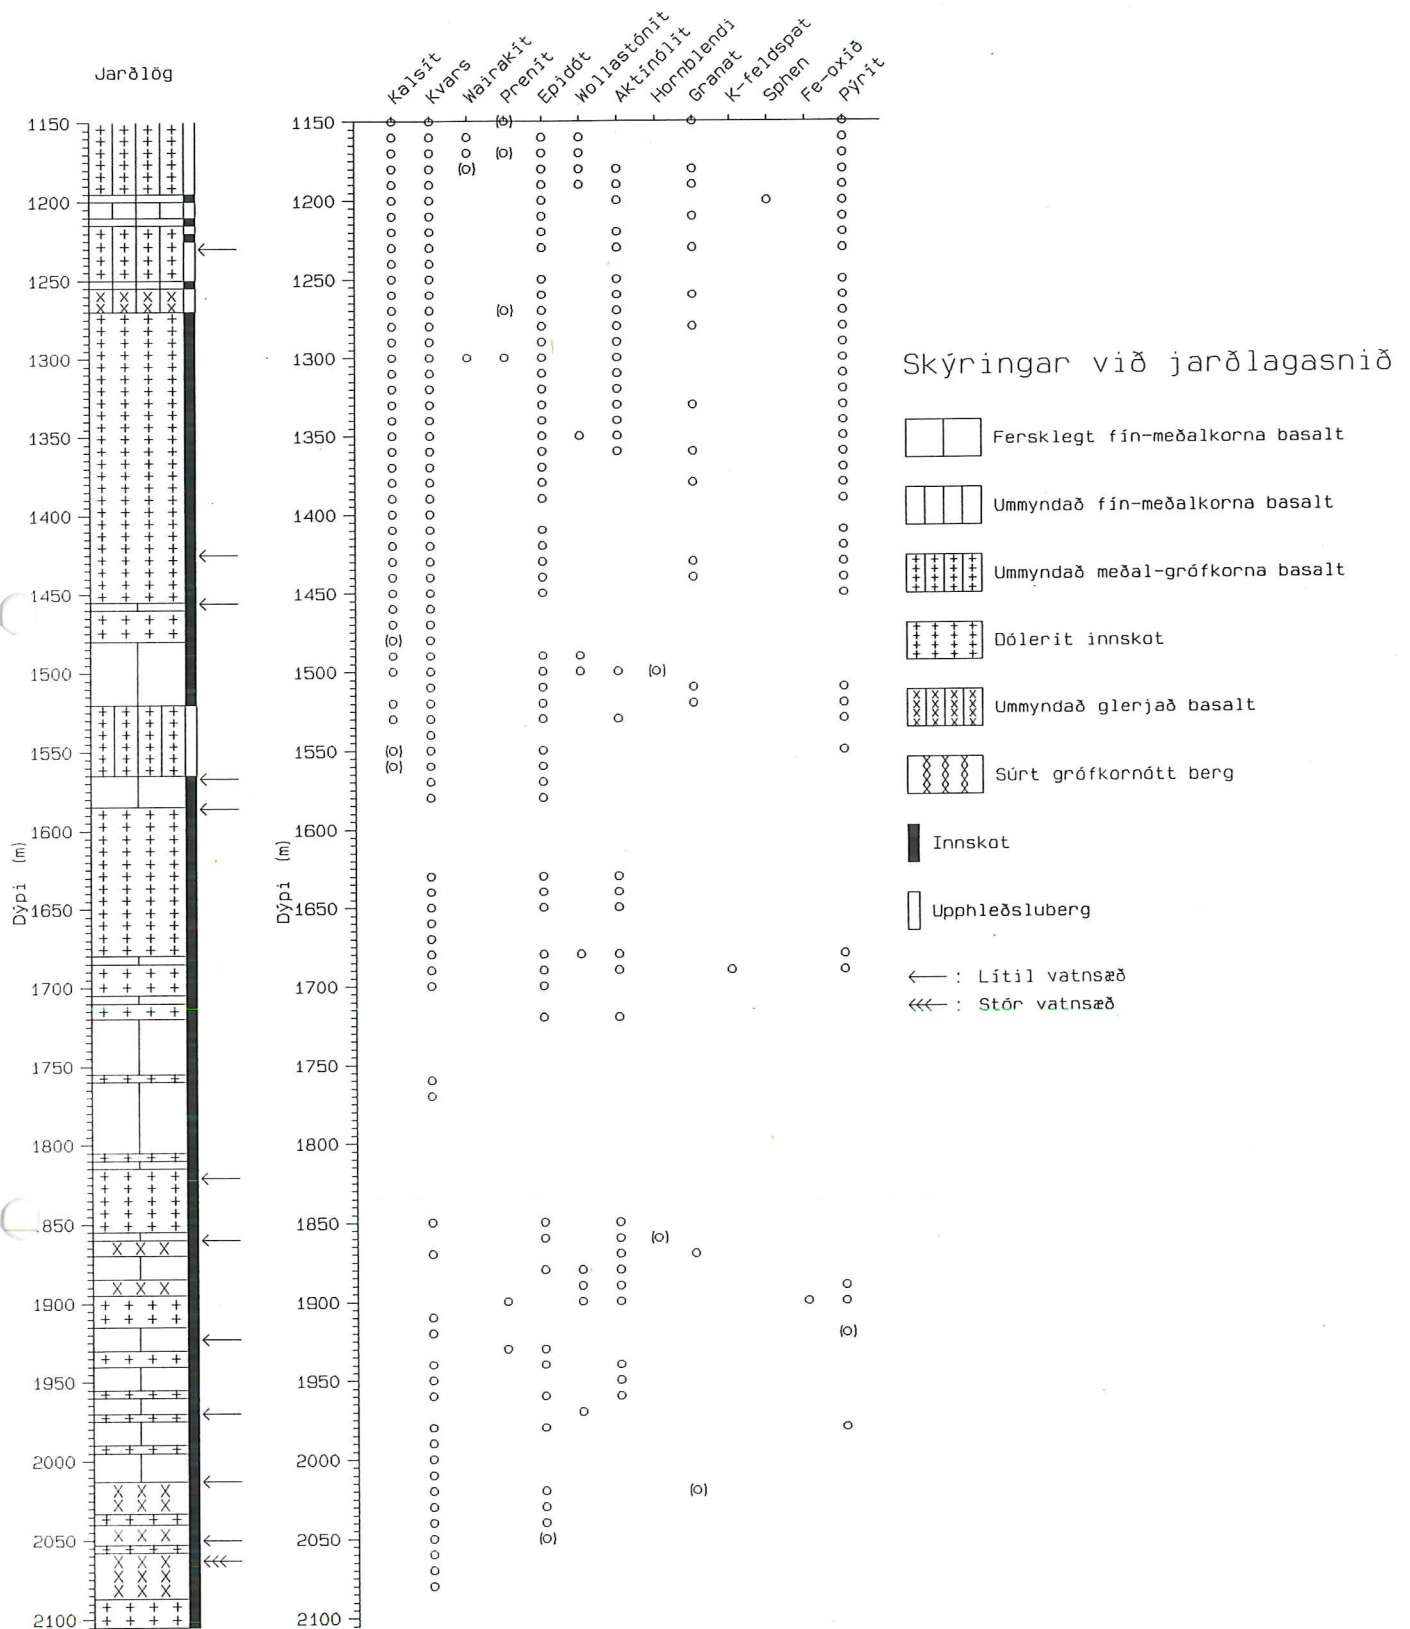 Jarðlög
Kalsít
Kvars
Wairakít
Prenít
Epidót
Wollastónít
Aktínólít
Hornblendi
Granat
K-feldspat
Sphen
Fe-oxíð
Pýrít
1150
1200
1250
1300
1350
1400
1450
1500
1550
1600
1650
1700
1750
1800
850
1900
1950
2000
2050
2100
Dýpi (m)
1150
1200
1250
1300
1350
1400
1450
1500
1550
1600
1650
1700
1750
1800
1850
1900
1950
2000
2050
2100
Dýpi (m)
Skýringar við jarðlagasnið
Fersklegt fín-meðalkorna basalt
Ummyndað fín-meðalkorna basalt
Ummyndað meðal-grófkorna basalt
Dólerit innskot
Ummyndað glerjað basalt
Súrt grófkornótt berg
Innskot
Upphleðsluberg
: Lítil vatnsæð
: Stór vatnsæð